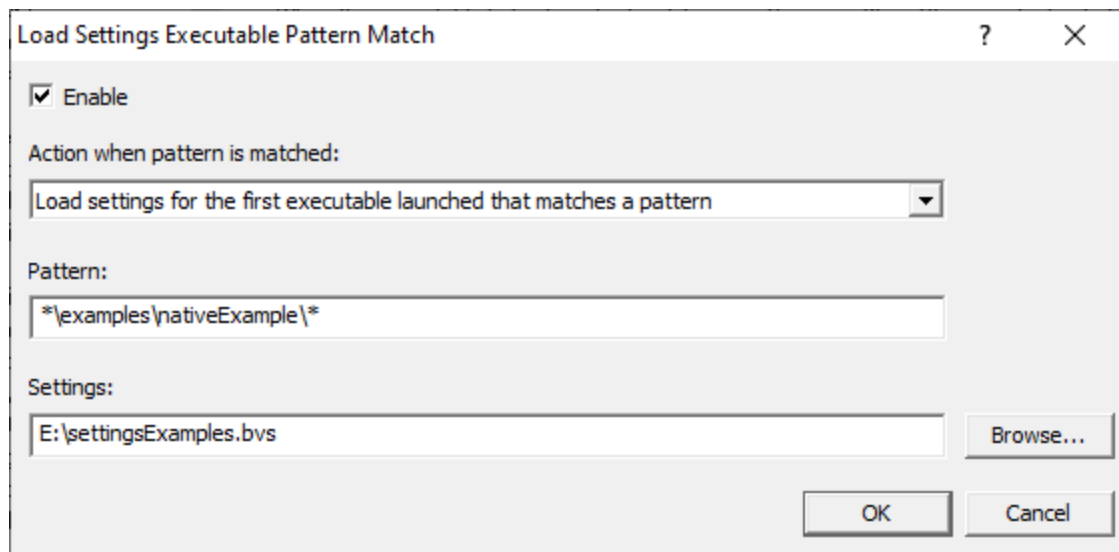 Load Settings Executable Pattern Match
?
Enable
Action when pattern is matched:
Load settings for the first executable launched that matches a pattern
Pattern:
*\examples\nativeExample\*
Settings:
E:\settingsExamples.bvs
Browse...
OK
Cancel